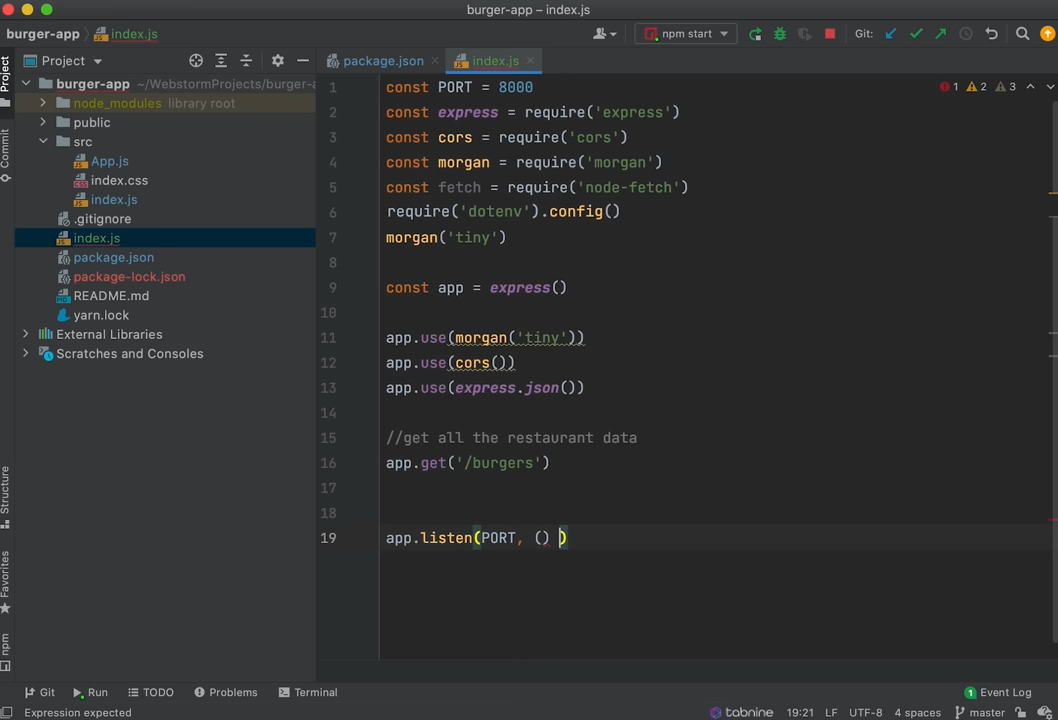 burger-app – index.js
burger-app index.js npm start Git:
Project
package.json index.js
Project
Commit
Structure
Favorites
npm
burger-app ~/WebstormProjects/burger-a
node_modules library root
public
src
App.js
index.css
index.js
.gitignore
index.js
package.json
package-lock.json
README.md
yarn.lock
External Libraries
Scratches and Consoles
1 2 3
1 const PORT = 8000
2 const express = require('express')
3 const cors = require('cors')
4 const morgan = require('morgan')
5 const fetch = require('node-fetch')
6 require('dotenv').config()
7 morgan('tiny')
8
9 const app = express()
10
11 app.use(morgan('tiny'))
12 app.use(cors())
13 app.use(express.json())
14
15 //get all the restaurant data
16 app.get('/burgers')
17
18
19 app.listen(PORT, () )
Git Run TODO Problems Terminal 1 Event Log
Expression expected tabnine 19:21 LF UTF-8 4 spaces master